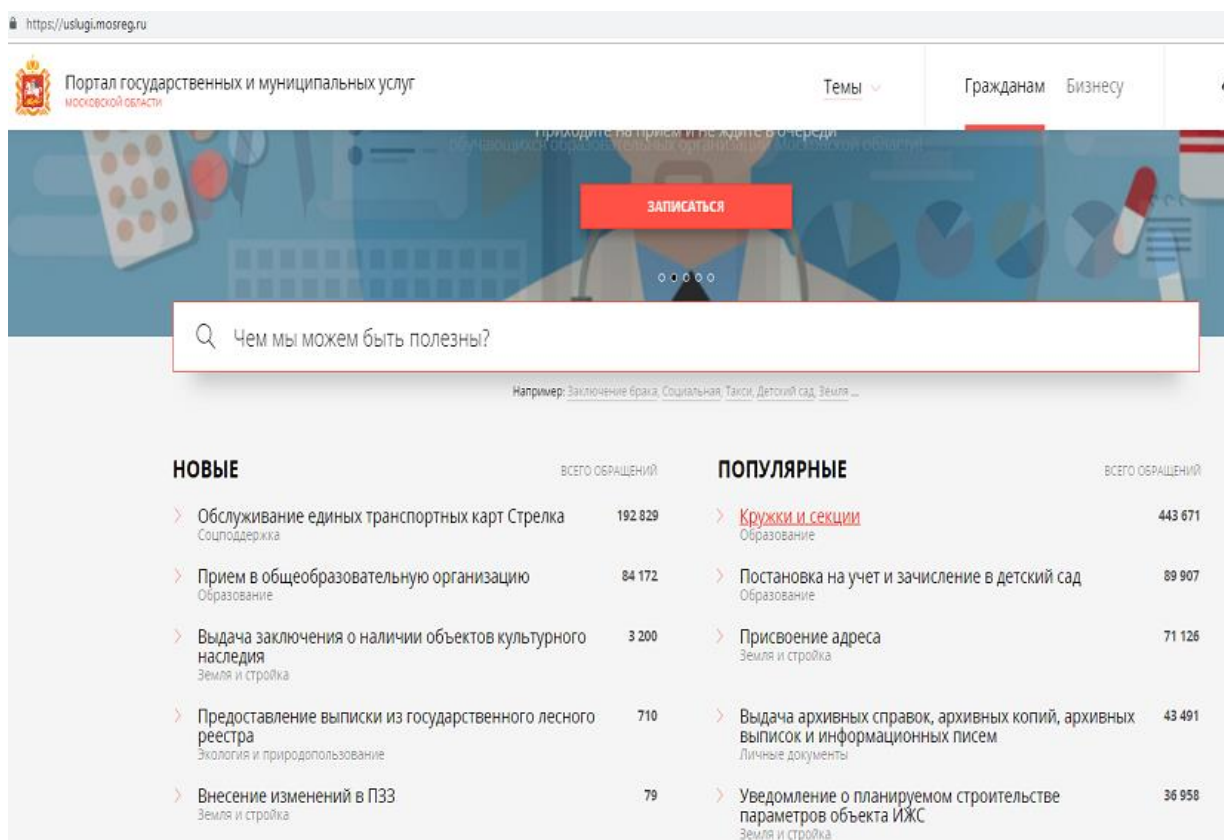 https://uslugi.mosreg.ru
Портал государственных и муниципальных услуг
МОСКОВСКОЙ ОБЛАСТИ
Темы
Гражданам
Бизнесу
Приходите на прием и не ждите в очереди
обучающихся образовательных организаций Московской области!
ЗАПИСАТЬСЯ
Чем мы можем быть полезны?
Например: Заключение брака, Социальная, Такси, Детский сад, Земля ...
НОВЫЕ
ВСЕГО ОБРАЩЕНИЙ
Обслуживание единых транспортных карт Стрелка
192 829
Соцподдержка
Прием в общеобразовательную организацию
84 172
Образование
Выдача заключения о наличии объектов культурного
3 200
наследия
Земля и стройка
Предоставление выписки из государственного лесного
710
реестра
Экология и природопользование
Внесение изменений в ПЗЗ
79
Земля и стройка
ПОПУЛЯРНЫЕ
ВСЕГО ОБРАЩЕНИЙ
Кружки и секции
443 671
Образование
Постановка на учет и зачисление в детский сад
89 907
Образование
Присвоение адреса
71 126
Земля и стройка
Выдача архивных справок, архивных копий, архивных
43 491
выписок и информационных писем
Личные документы
Уведомление о планируемом строительстве
36 958
параметров объекта ИЖС
Земля и стройка